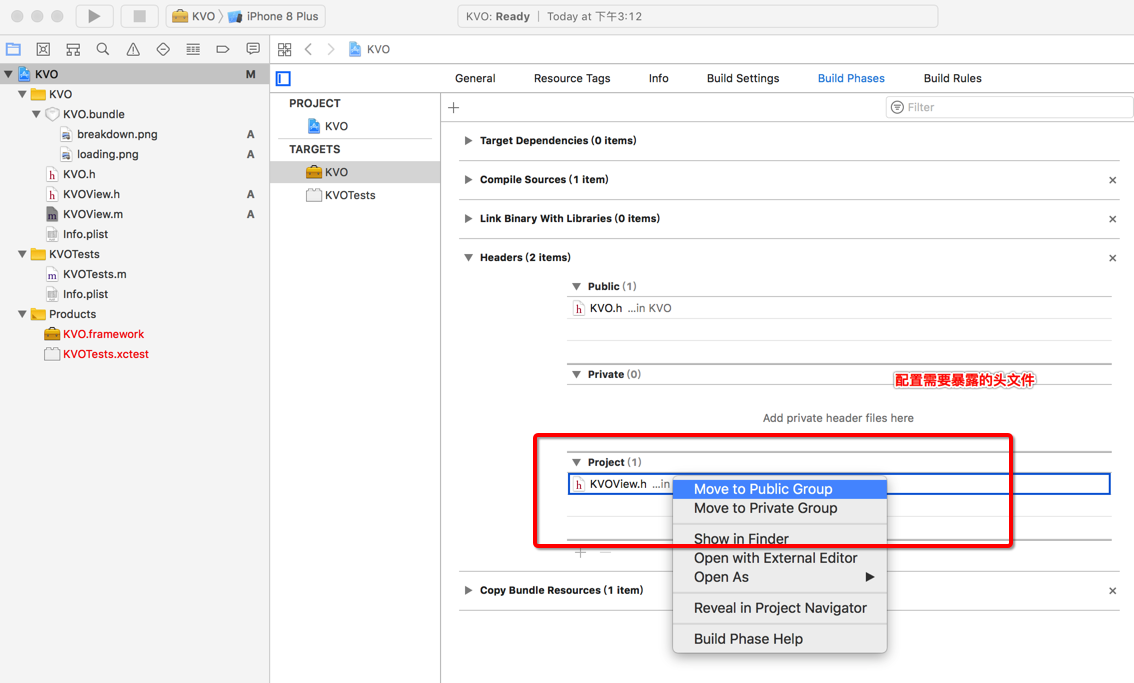 KVO 〉 iPhone 8 Plus
KVO: Ready | Today at 下午3:12
KVO
KVO M
KVO
KVO.bundle
breakdown.png A
loading.png A
KVO.h
KVOView.h A
KVOView.m A
Info.plist
KVOTests
KVOTests.m
Info.plist
Products
KVO.framework
KVOTests.xctest
General Resource Tags Info Build Settings Build Phases Build Rules
PROJECT
KVO
TARGETS
KVO
KVOTests
Filter
Target Dependencies (0 items)
Compile Sources (1 item)
Link Binary With Libraries (0 items)
Headers (2 items)
Public (1)
KVO.h ...in KVO
Private (0)
配置需要暴露的头文件
Add private header files here
Project (1)
KVOView.h ...in
Move to Public Group
Move to Private Group
Show in Finder
Open with External Editor
Open As
Reveal in Project Navigator
Build Phase Help
Copy Bundle Resources (1 item)